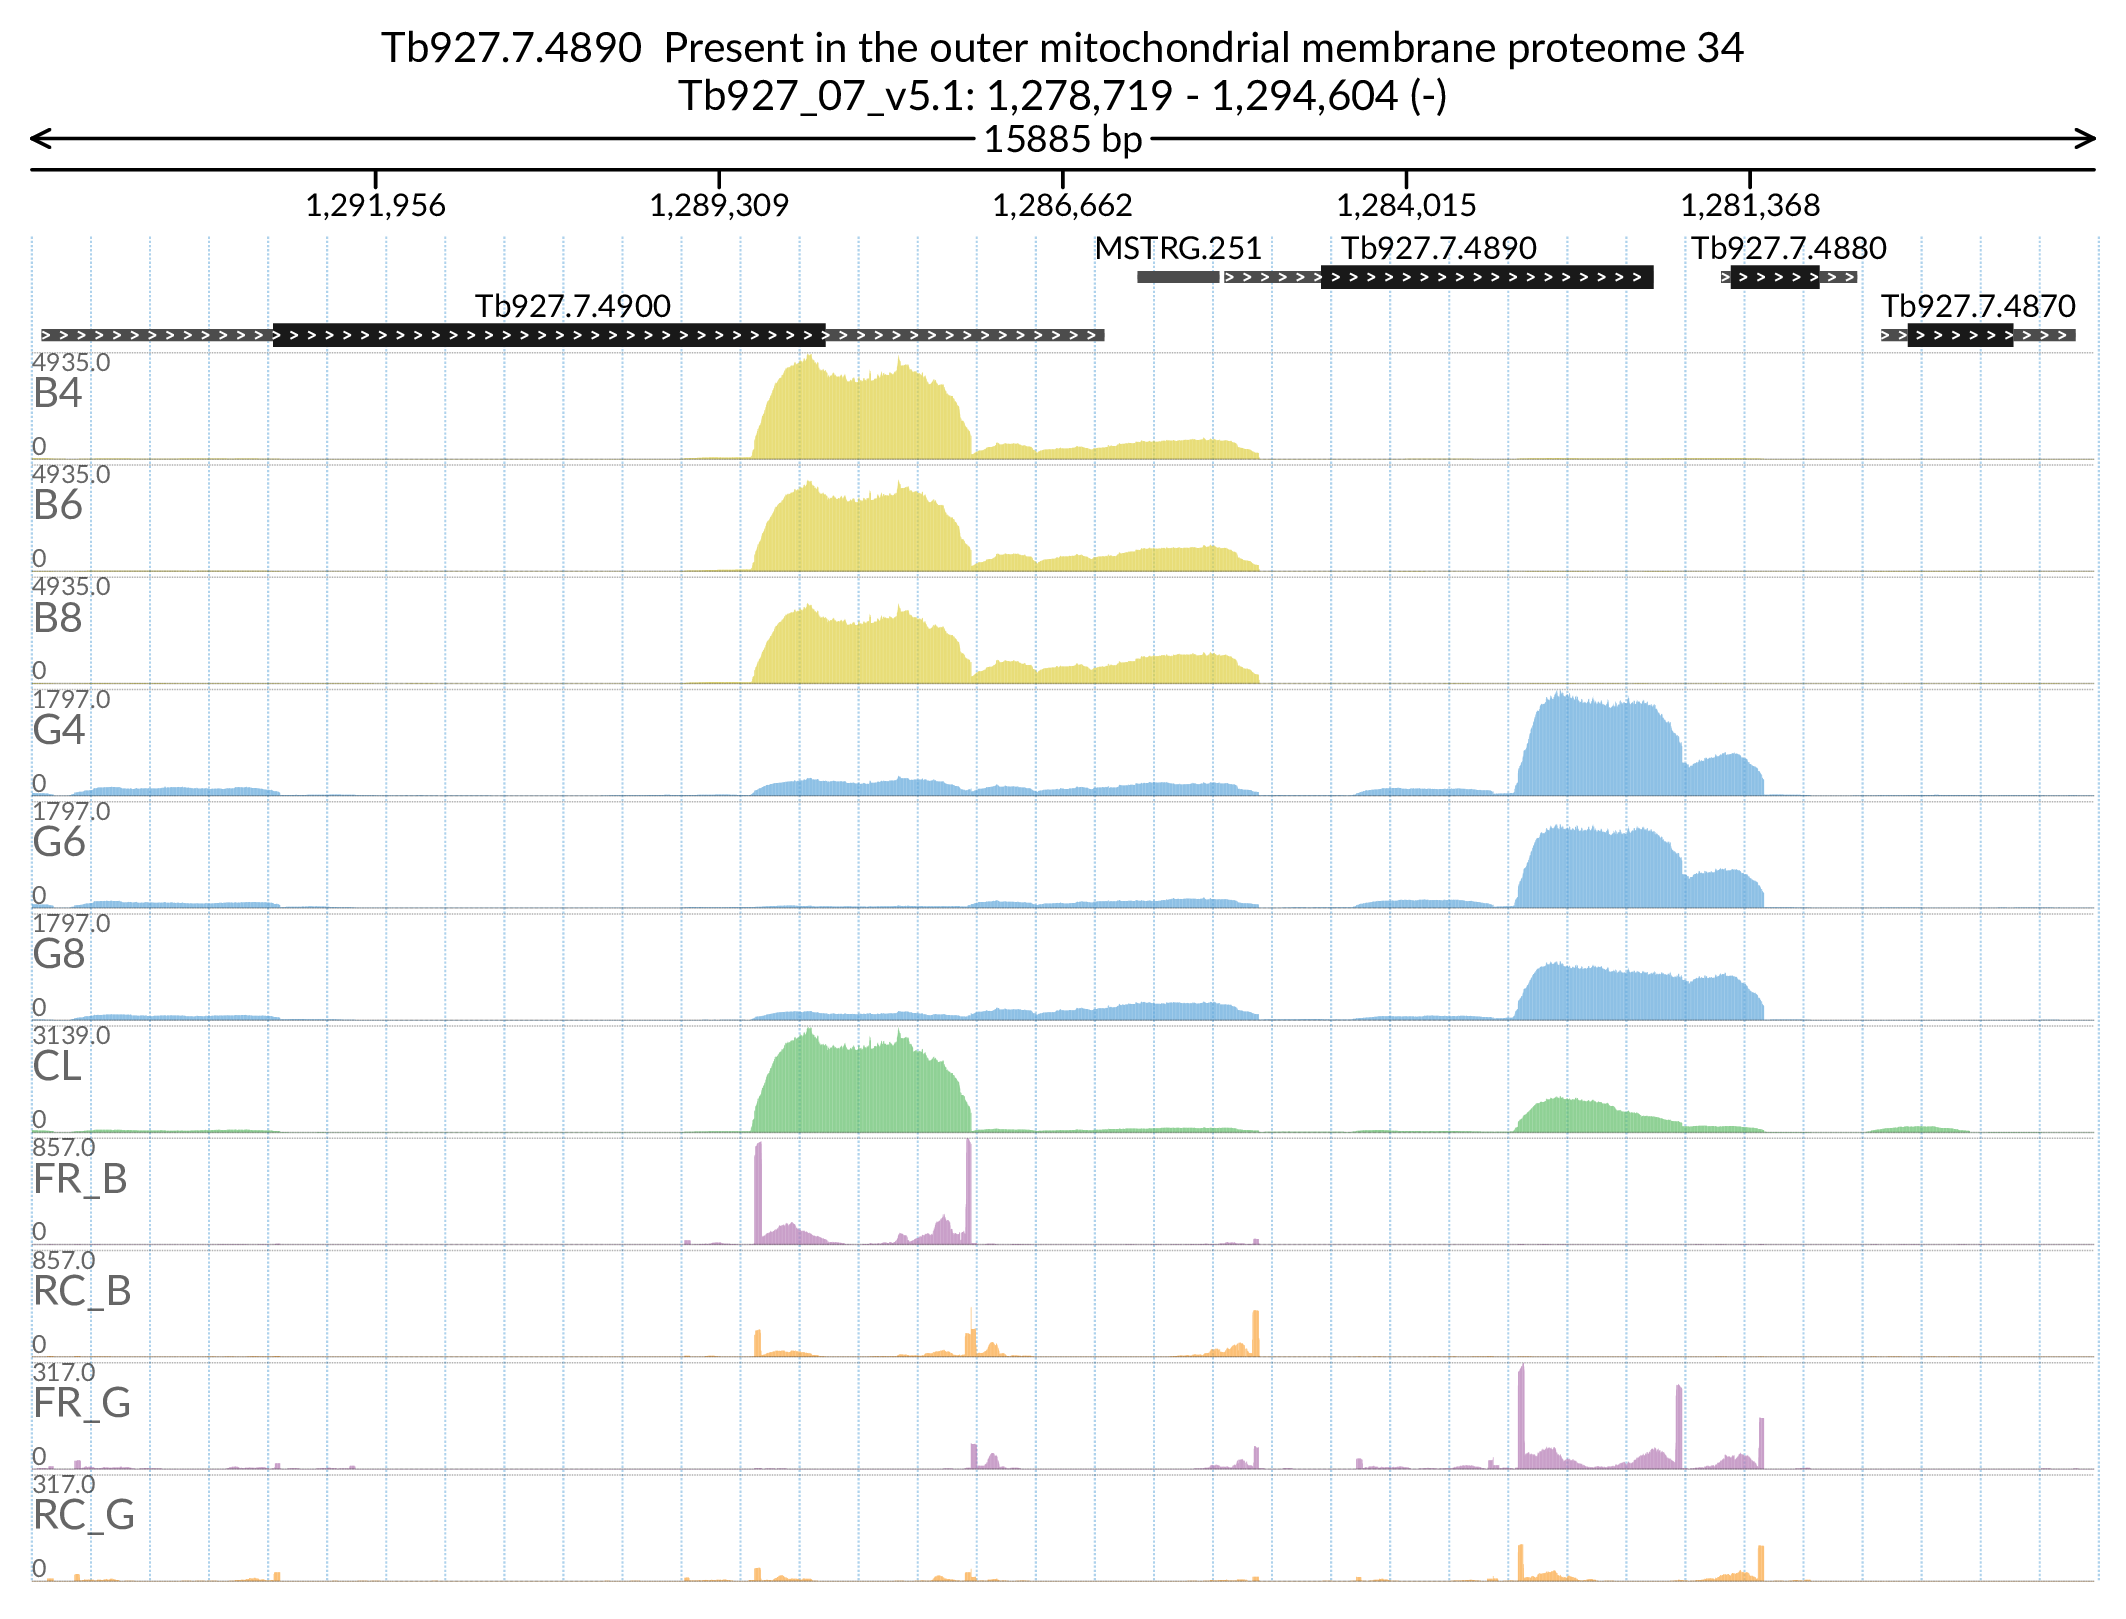 Tb927.7.4890 Present in the outer mitochondrial membrane proteome 34
Tb927_07_v5.1: 1,278,719 - 1,294,604 (-)
15885 bp
1,291,956 1,289,309 1,286,662 1,284,015 1,281,368
MSTRG.251 Tb927.7.4890 Tb927.7.4880
Tb927.7.4900 Tb927.7.4870
4935.0
B4
0
4935.0
B6
0
4935.0
B8
0
1797.0
G4
0
1797.0
G6
0
1797.0
G8
0
3139.0
CL
0
857.0
FR_B
0
857.0
RC_B
0
317.0
FR_G
0
317.0
RC_G
0